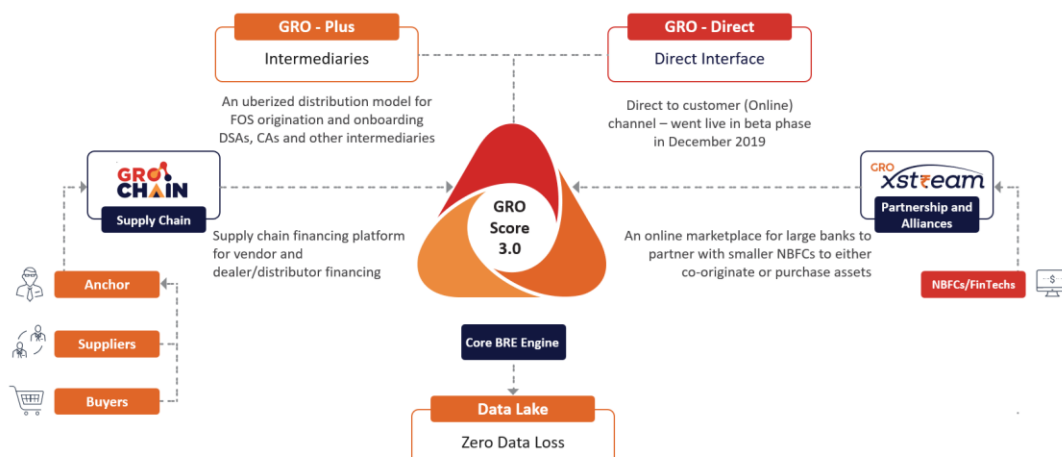 GRO - Plus
Intermediaries
An uberized distribution model for
FOS origination and onboarding
DSAs, CAs and other intermediaries
GRO - Direct
Direct Interface
Direct to customer (Online)
channel – went live in beta phase
in December 2019
GRO
CHAIN
Supply Chain
Supply chain financing platform
for vendor and
dealer/distributor financing
GRO
Score
3.0
GRO
xstream
Partnership and
Alliances
An online marketplace for large banks to
partner with smaller NBFCs to either
co-originate or purchase assets
Anchor
Suppliers
Buyers
NBFCs/FinTechs
$
Core BRE Engine
Data Lake
Zero Data Loss